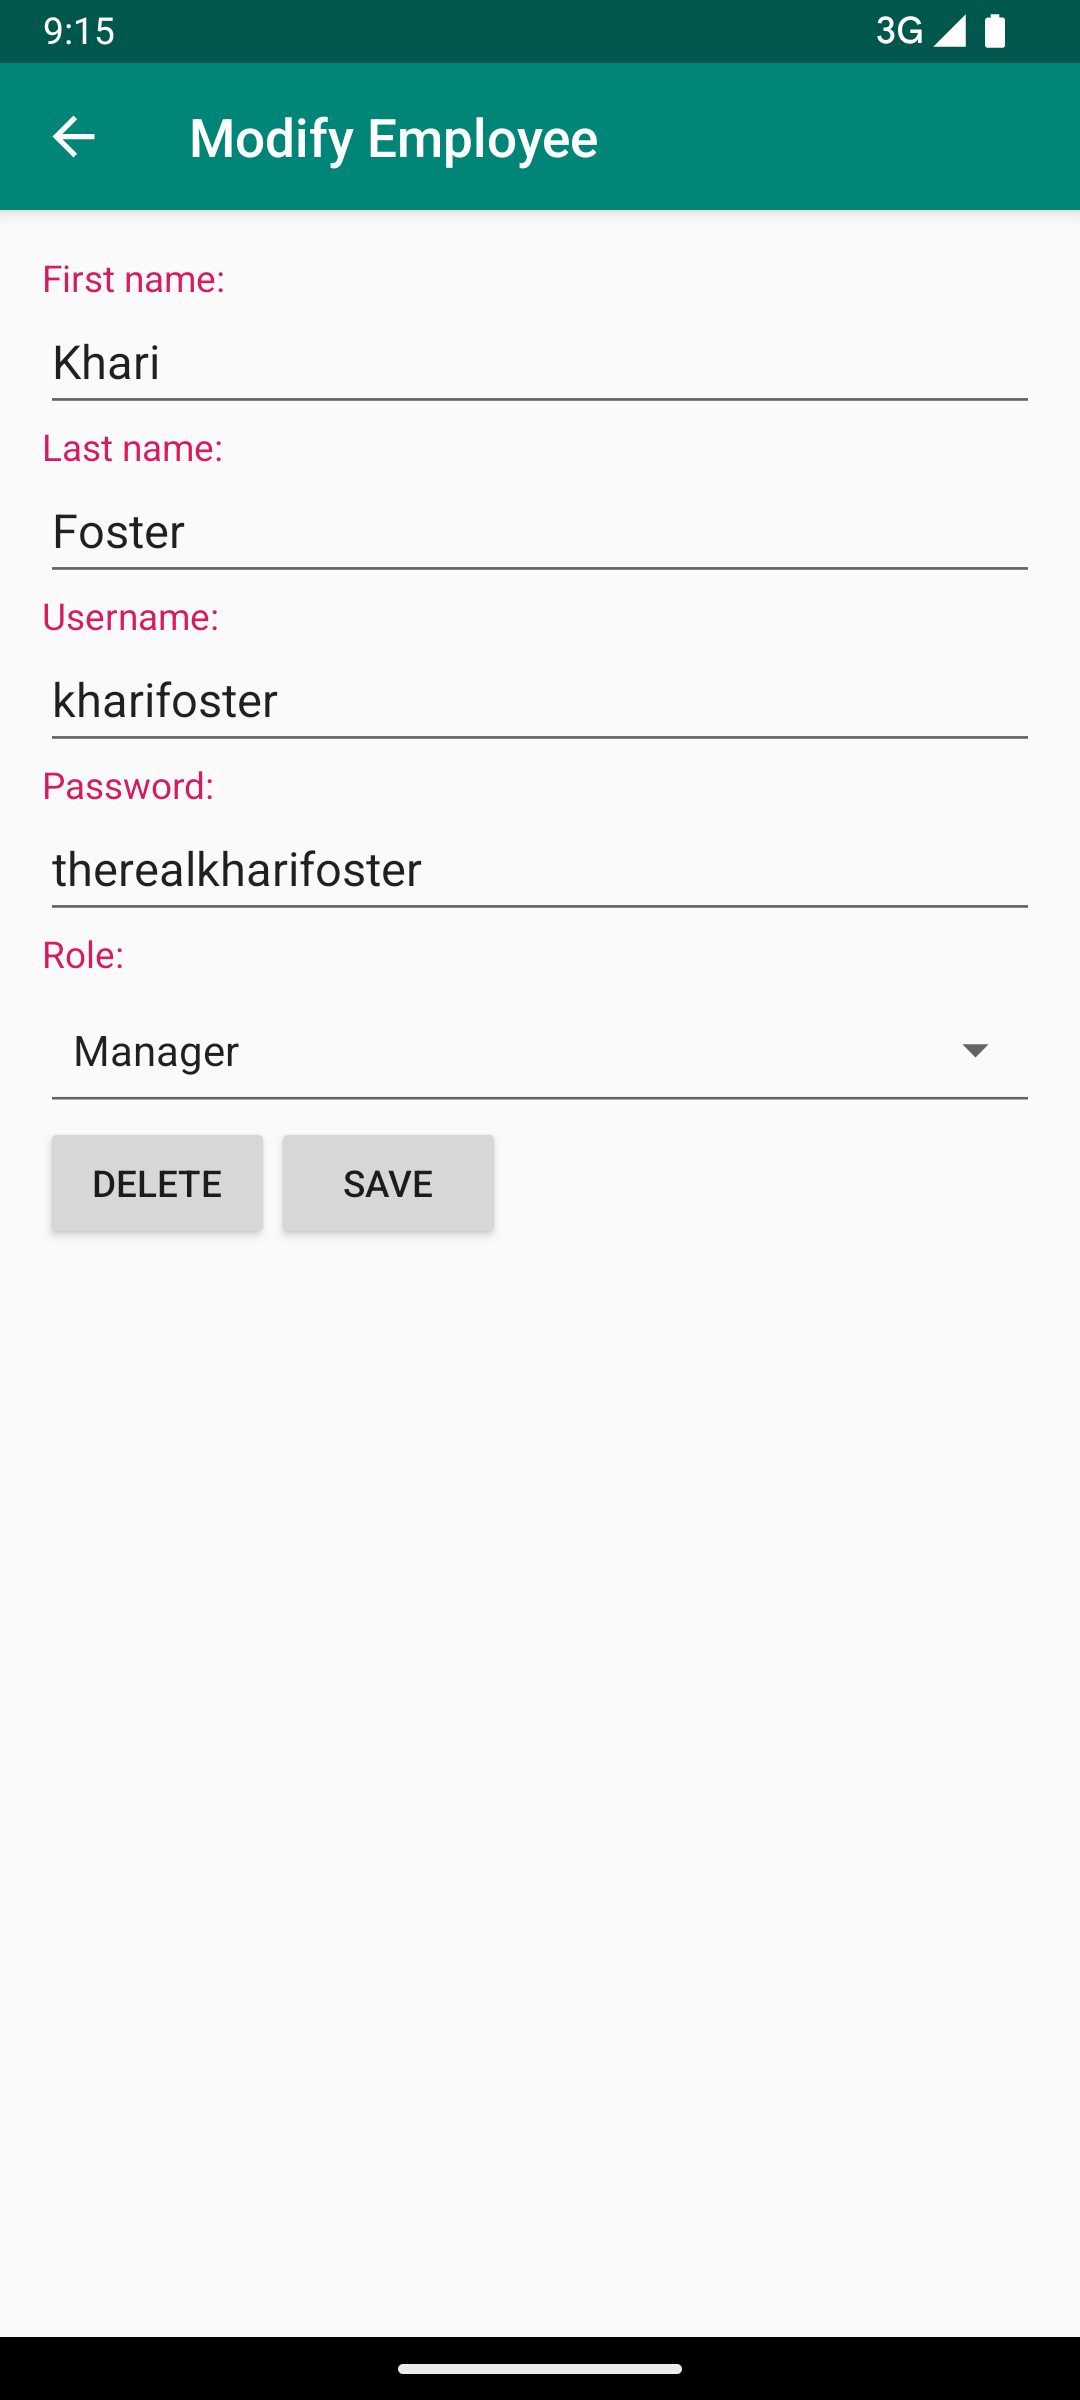 9:15
3G
Modify Employee
First name:
Khari
Last name:
Foster
Username:
kharifoster
Password:
therealkharifoster
Role:
Manager
DELETE SAVE